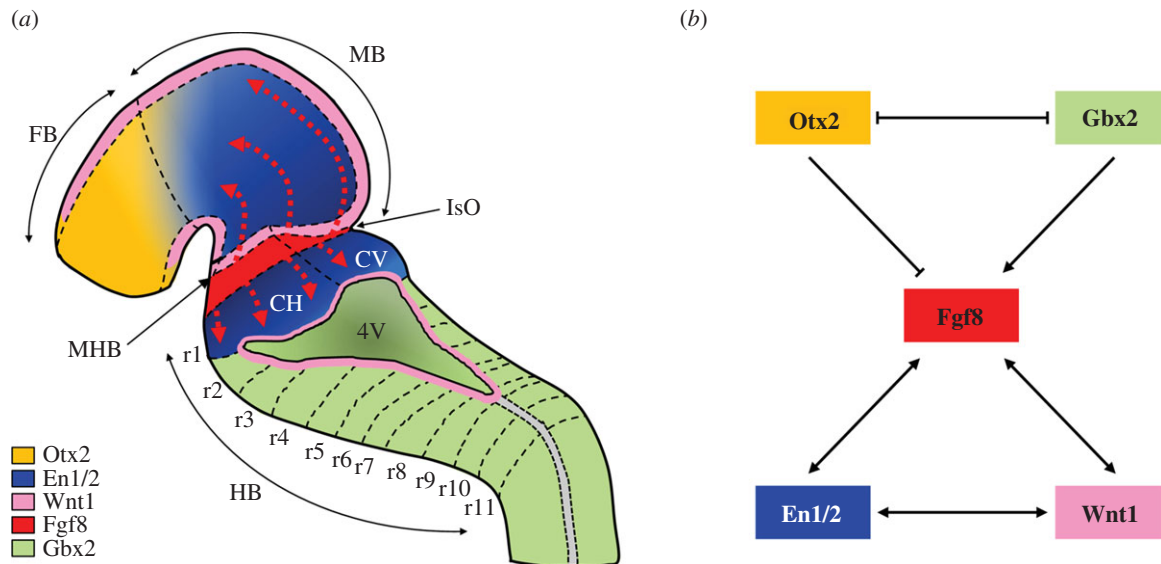 (a)
MB
FB
IsO
CV
CH
4V
MHB
r1
r2
r3
r4
r5
r6
r7
r8
r9
r10
r11
HB
Otx2
En1/2
Wnt1
Fgf8
Gbx2
(b)
Otx2
Gbx2
Fgf8
En1/2
Wnt1